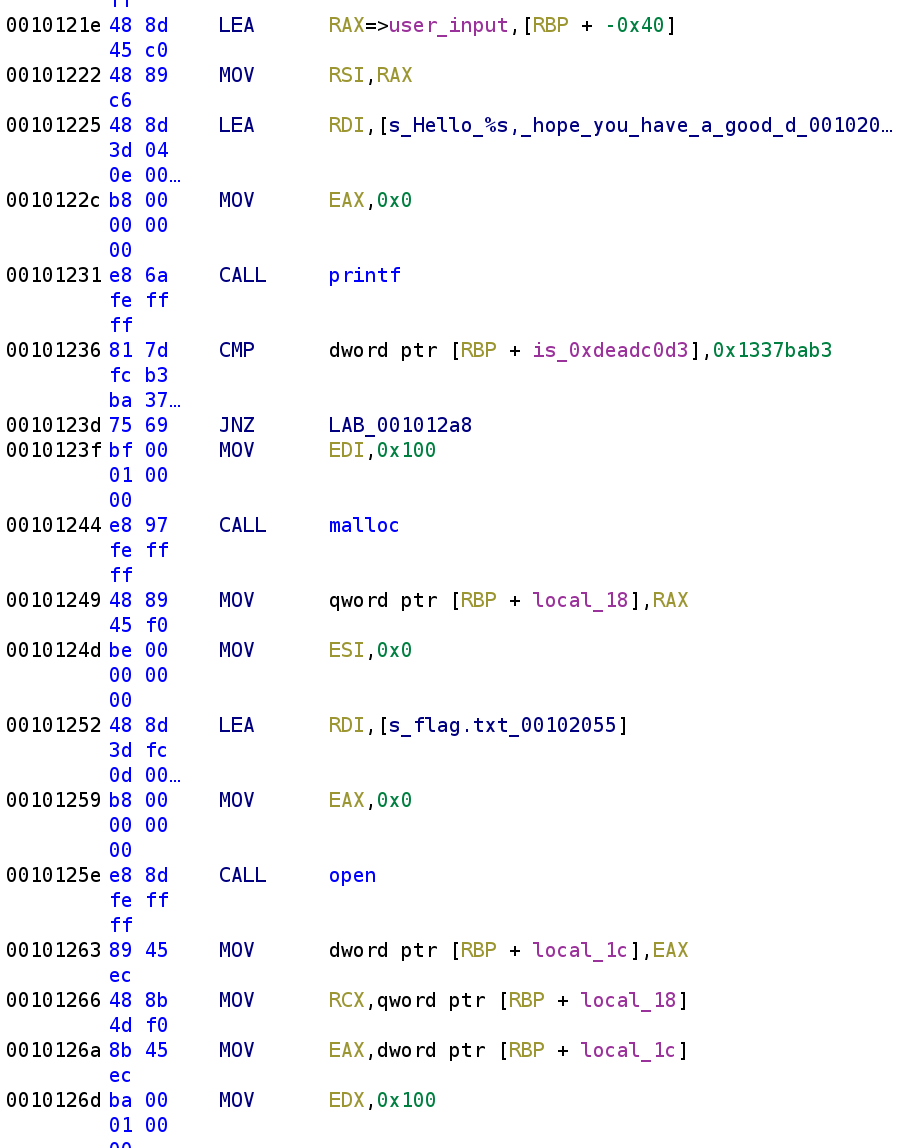 ff
0010121e 48 8d LEA RAX=>user_input,[RBP + -0x40]
45 c0
00101222 48 89 MOV RSI,RAX
c6
00101225 48 8d LEA RDI,[s_Hello_%s,_hope_you_have_a_good_d_001020…
3d 04
0e 00…
0010122c b8 00 MOV EAX,0x0
00 00
00
00101231 e8 6a CALL printf
fe ff
ff
00101236 81 7d CMP dword ptr [RBP + is_0xdeadc0d3],0x1337bab3
fc b3
ba 37…
0010123d 75 69 JNZ LAB_001012a8
0010123f bf 00 MOV EDI,0x100
01 00
00
00101244 e8 97 CALL malloc
fe ff
ff
00101249 48 89 MOV qword ptr [RBP + local_18],RAX
45 f0
0010124d be 00 MOV ESI,0x0
00 00
00
00101252 48 8d LEA RDI,[s_flag.txt_00102055]
3d fc
0d 00…
00101259 b8 00 MOV EAX,0x0
00 00
00
0010125e e8 8d CALL open
fe ff
ff
00101263 89 45 MOV dword ptr [RBP + local_1c],EAX
ec
00101266 48 8b MOV RCX,qword ptr [RBP + local_18]
4d f0
0010126a 8b 45 MOV EAX,dword ptr [RBP + local_1c]
ec
0010126d ba 00 MOV EDX,0x100
01 00
00